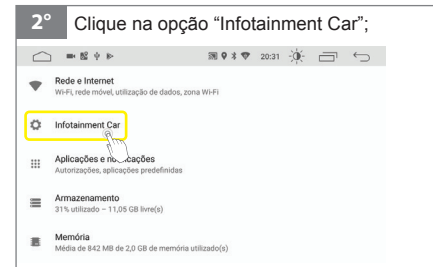 2° Clique na opção “Infotainment Car”;
20:31
Rede e Internet
Wi-Fi, rede móvel, utilização de dados, zona Wi-Fi
Infotainment Car
Aplicações e no cações
Autorizações, aplicações predefinidas
Armazenamento
31% utilizado – 11,05 GB livre(s)
Memória
Média de 842 MB de 2,0 GB de memória utilizado(s)